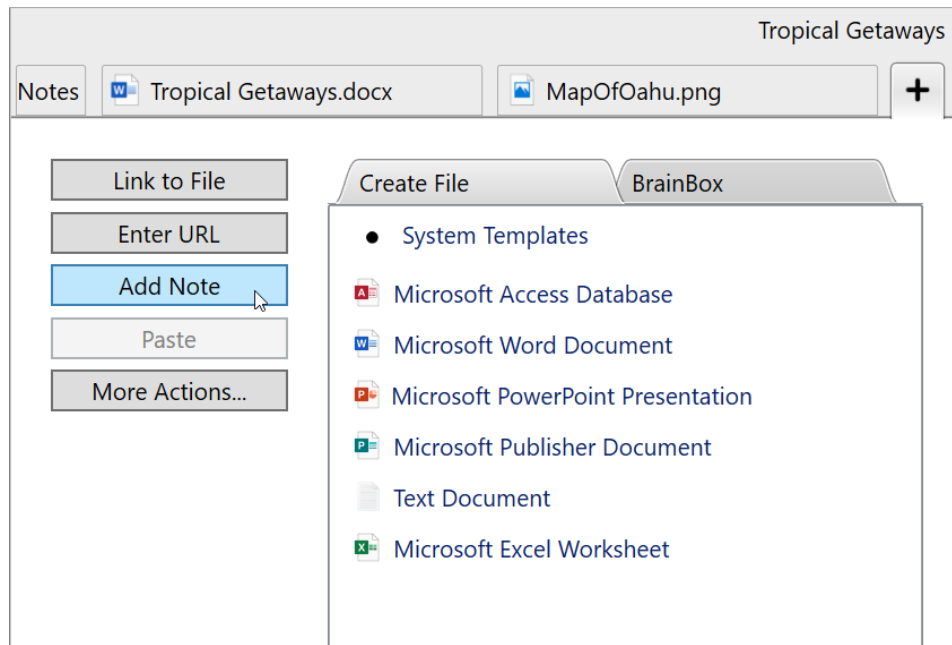 Tropical Getaways
Notes
Tropical Getaways.docx
MapOfOahu.png
Link to File
Enter URL
Add Note
Paste
More Actions...
Create File
BrainBox
System Templates
Microsoft Access Database
Microsoft Word Document
Microsoft PowerPoint Presentation
Microsoft Publisher Document
Text Document
Microsoft Excel Worksheet